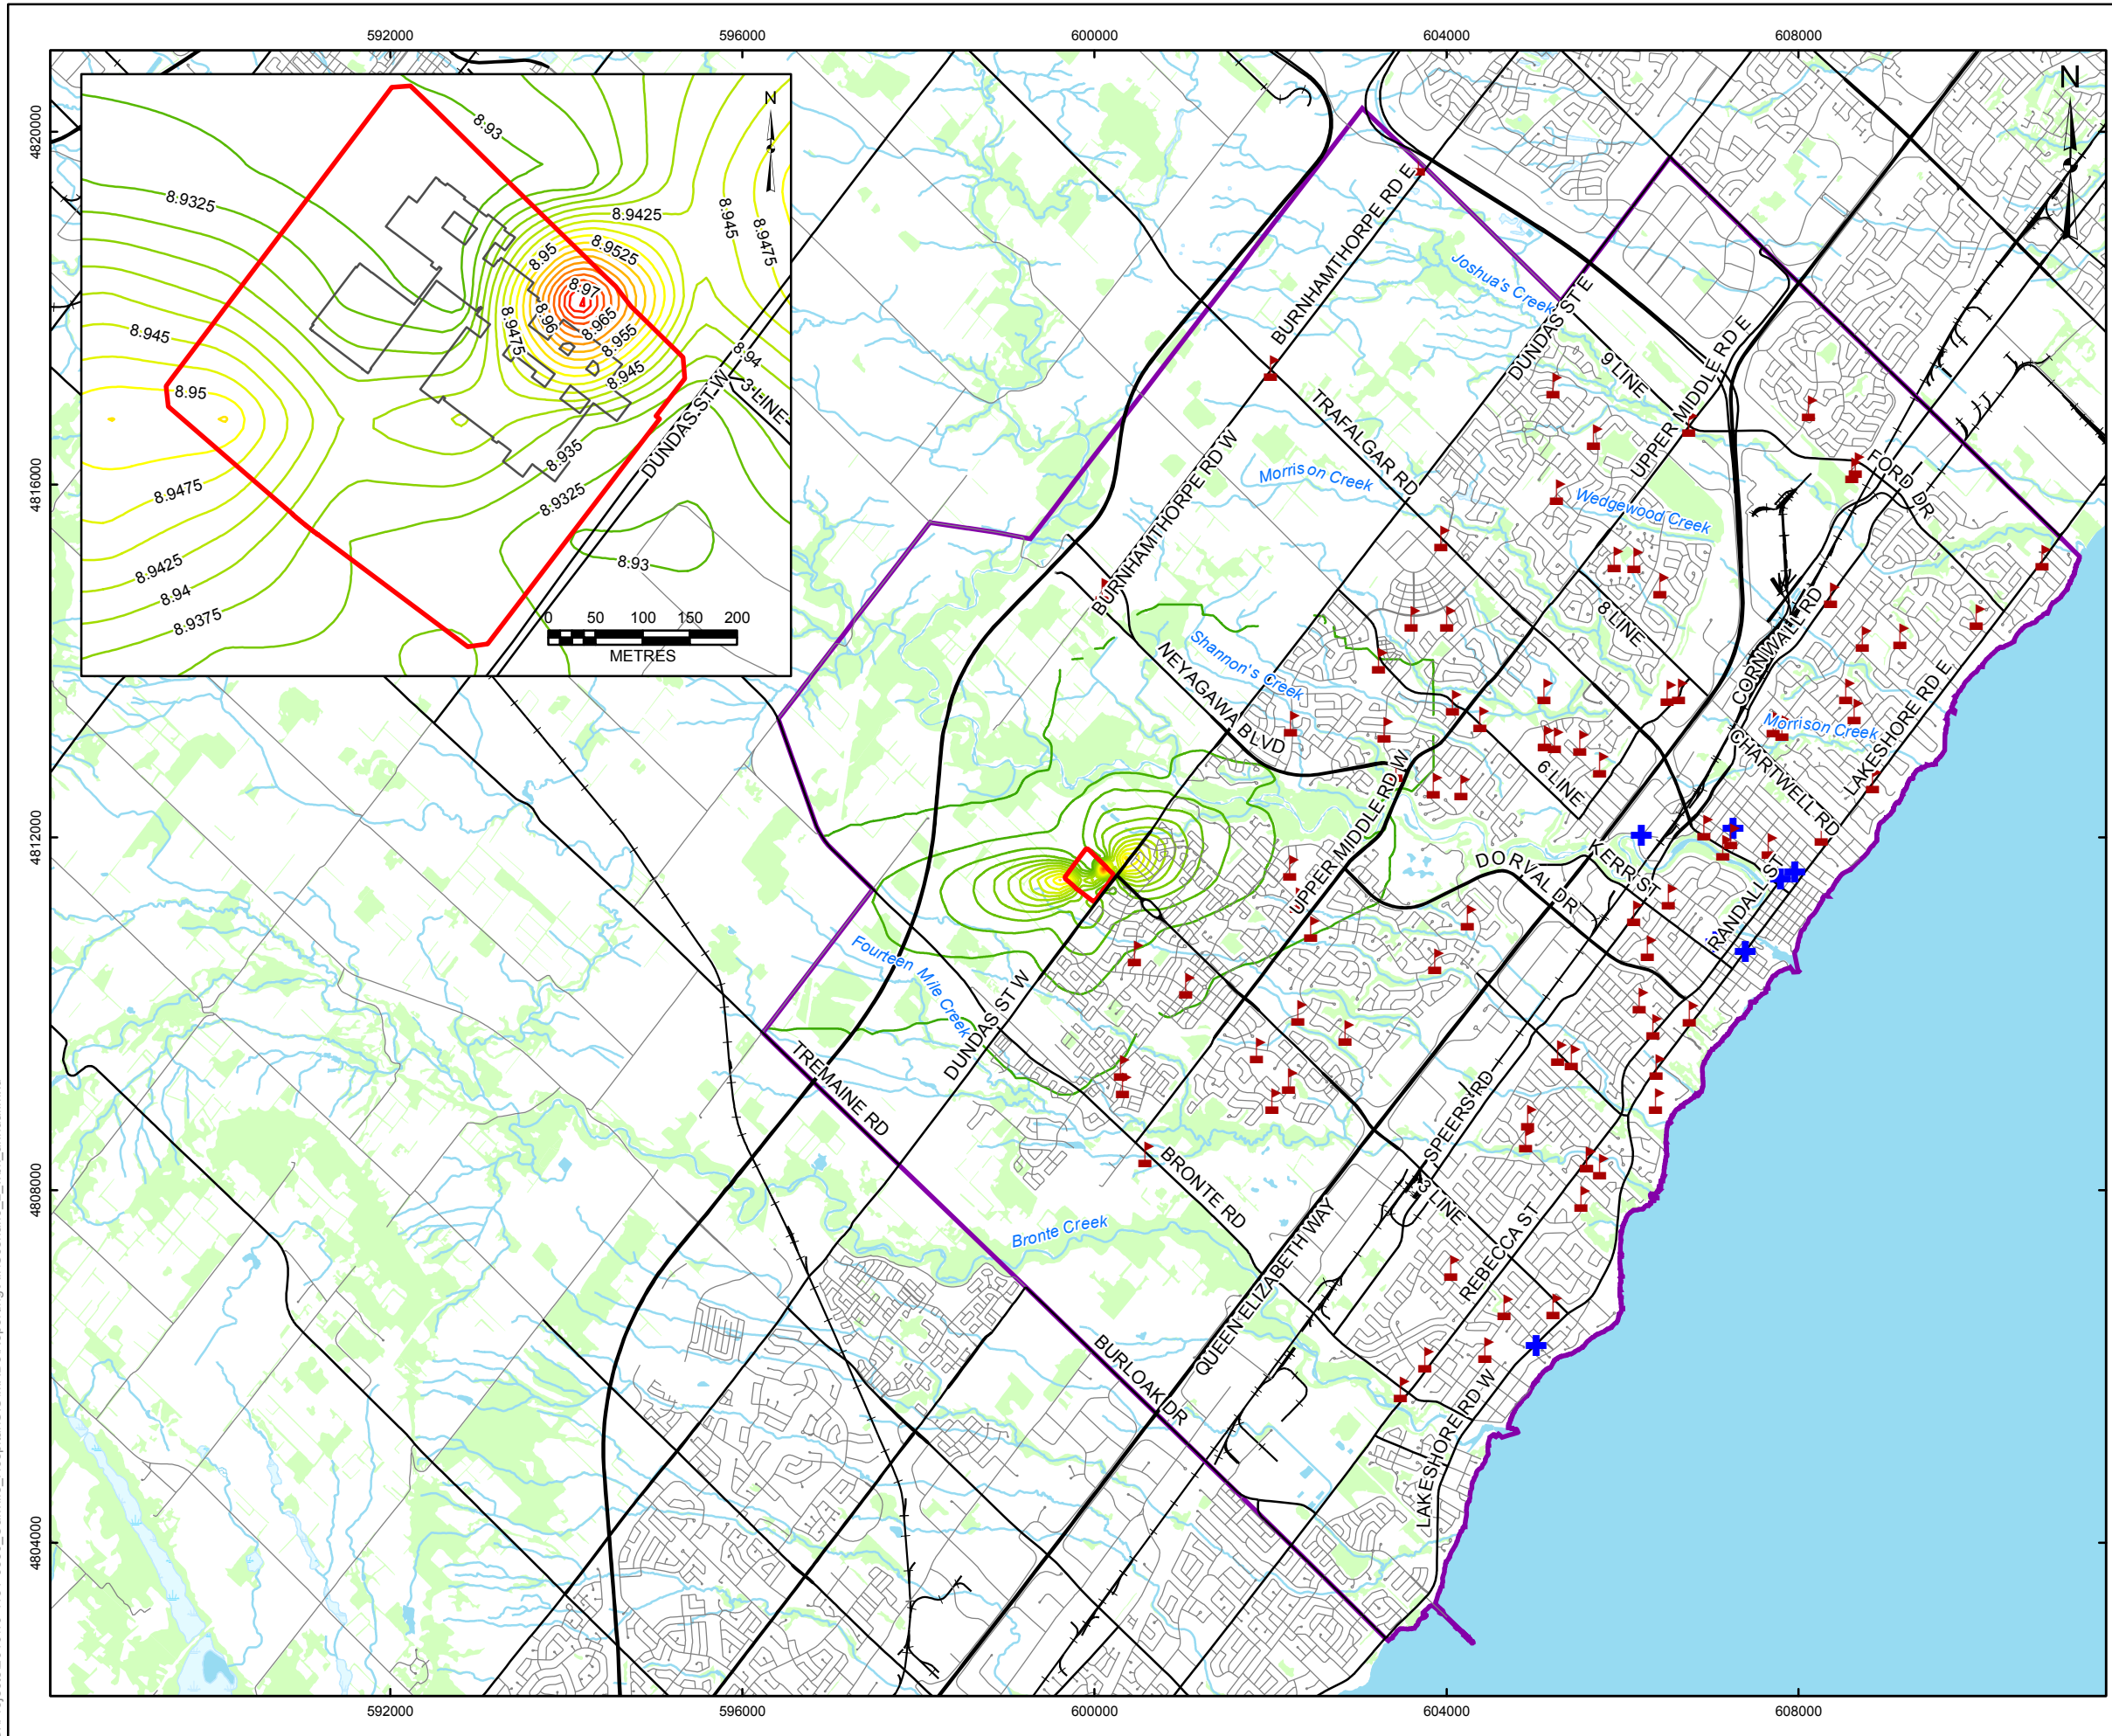 592000
596000
600000
604000
608000
4820000
4816000
4812000
4808000
4804000
N
8.93
8.9325
8.9425
8.945
8.9475
8.95
8.9525
8.97
8.96
8.965
8.955
8.9475
8.945
8.94
8.945
8.95
3 LINE
DUNDAS ST W
8.935
8.9325
8.9475
8.93
8.9425
8.94
8.9375
0 50 100 150 200
METRES
N
BURNHAMTHORPE RD E
Joshua's Creek
DUNDAS ST E
9 LINE
UPPER MIDDLE RD E
TRAFALGAR RD
BURNHAMTHORPE RD W
Morrison Creek
Wedgewood Creek
FORD DR
8 LINE
CORNWALL RD
Shannon's Creek
NEYAGAWA BLVD
LAKESHORE RD E
Morrison Creek
CHARTWELL RD
6 LINE
UPPER MIDDLE RD W
KERR ST
DORVAL DR
RANDALL ST
Fourteen Mile Creek
DUNDAS ST W
TREMAINE RD
SPEERS RD
BRONTE RD
3 LINE
Bronte Creek
REBECCA ST
QUEEN ELIZABETH WAY
BURLOAK DR
LAKESHORE RD W
592000
596000
600000
604000
608000